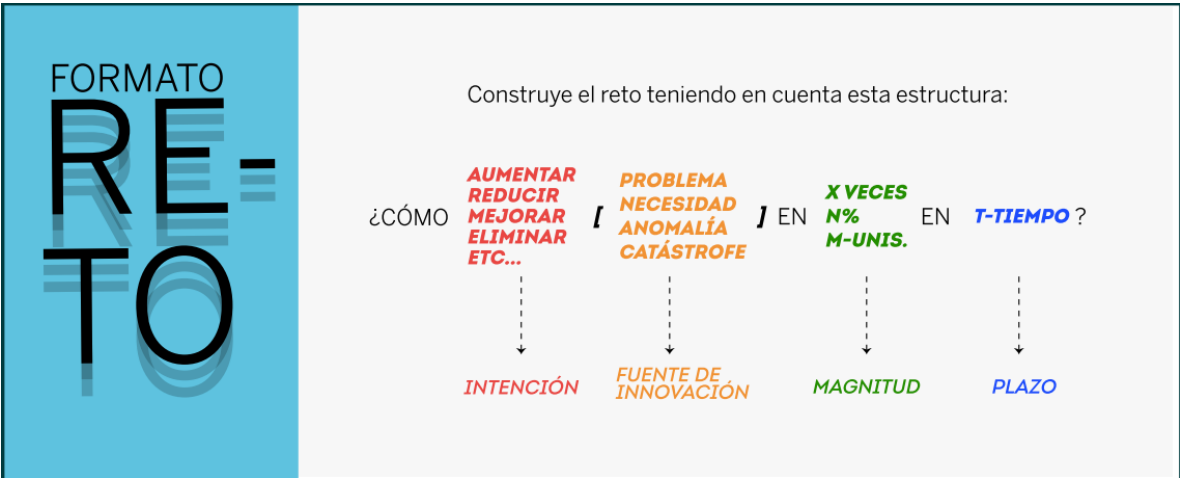 FORMATO
RE-
TO
Construye el reto teniendo en cuenta esta estructura:
¿CÓMO
AUMENTAR
REDUCIR
MEJORAR
ELIMINAR
ETC...
[
PROBLEMA
NECESIDAD
ANOMALÍA
CATÁSTROFE
] EN
X VECES
N%
M-UNIS.
EN
T-TIEMPO ?
INTENCIÓN
FUENTE DE
INNOVACIÓN
MAGNITUD
PLAZO